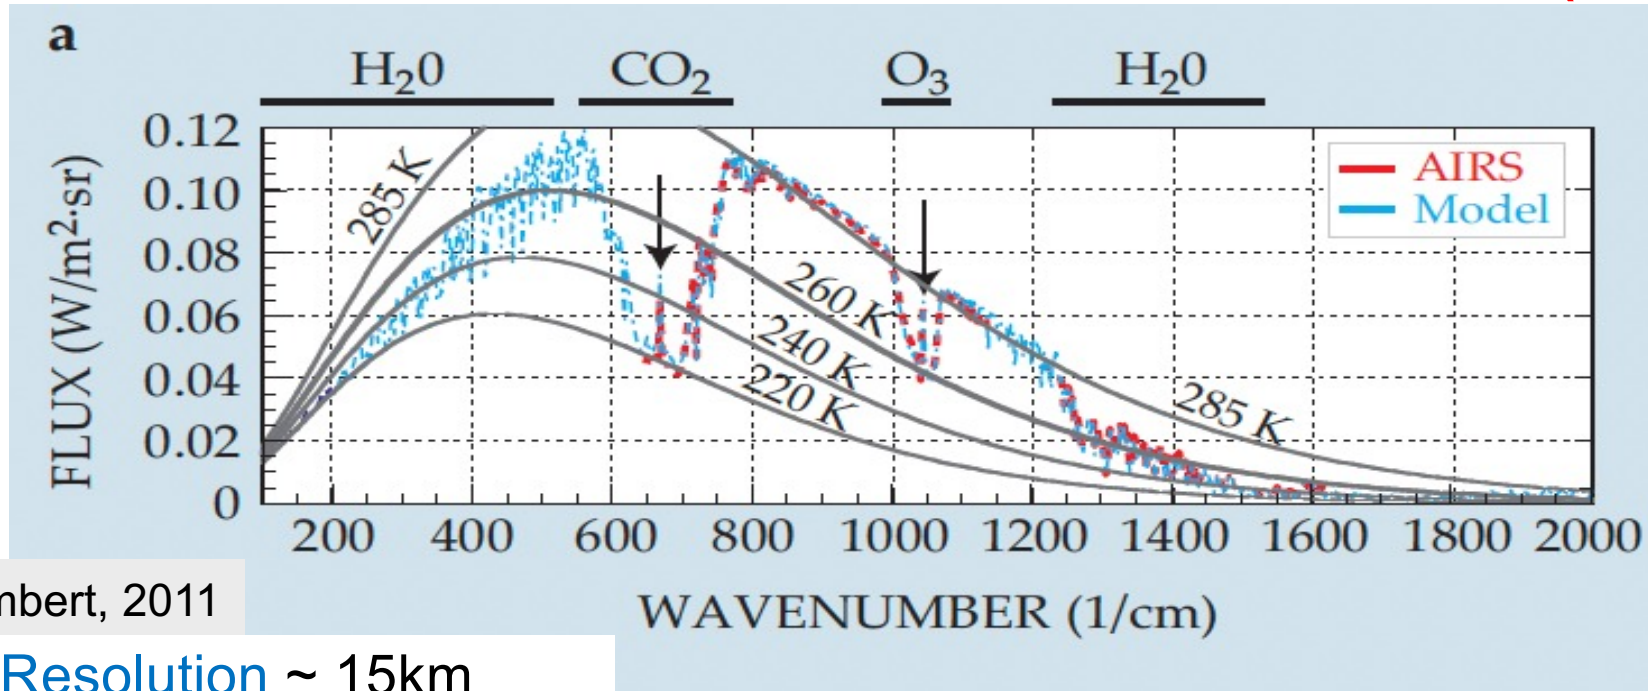 a
H₂0 CO₂ O₃ H₂0
FLUX (W/m²·sr)
0.12
0.10
0.08
0.06
0.04
0.02
0
285 K
260 K
240 K
220 K
285 K
AIRS
Model
200 400 600 800 1000 1200 1400 1600 1800 2000
WAVENUMBER (1/cm)
2011
Resolution ~ 15km